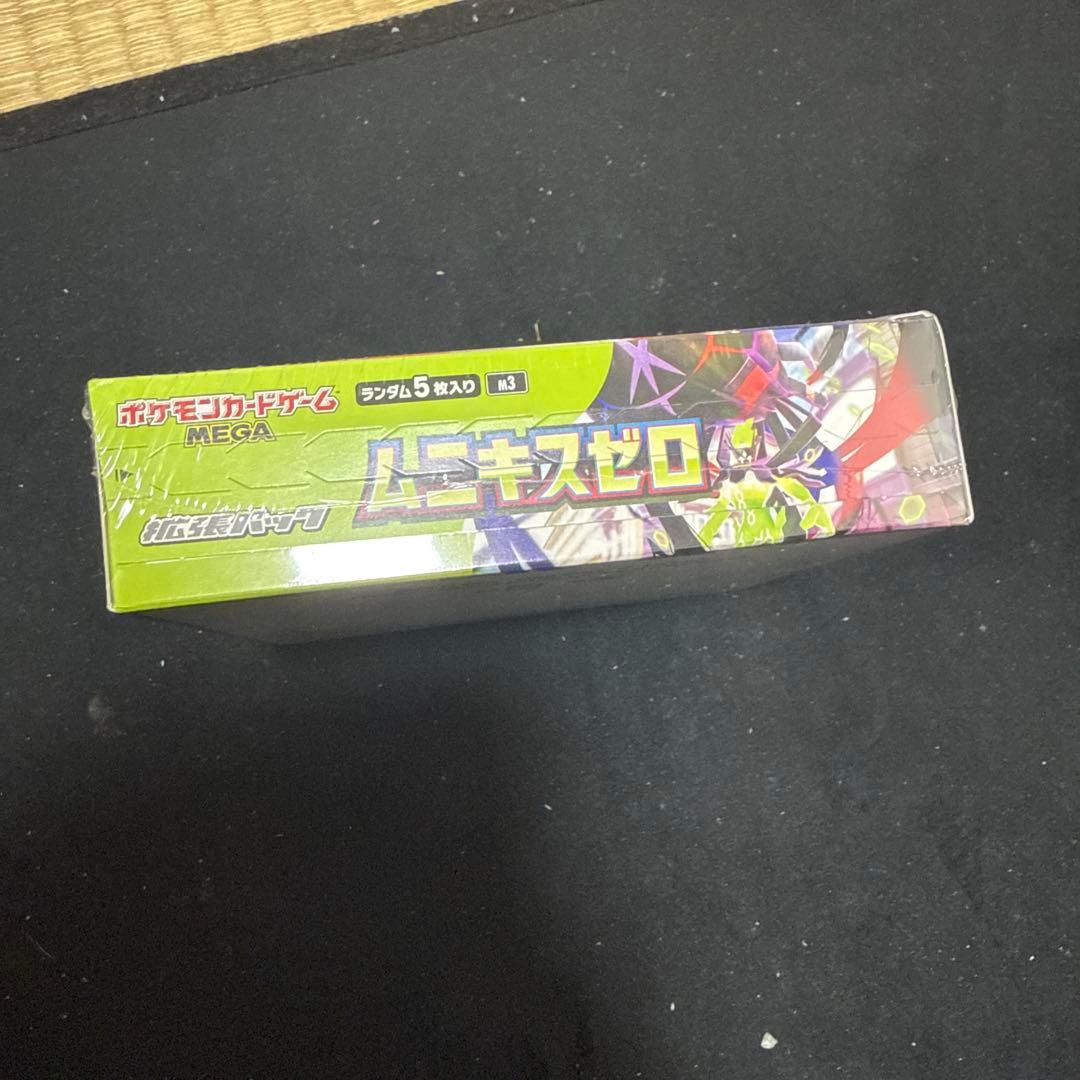 ポケモンカードゲーム
MEGA
ランダム5枚入り
M3
拡張パック
ムニキスゼロ